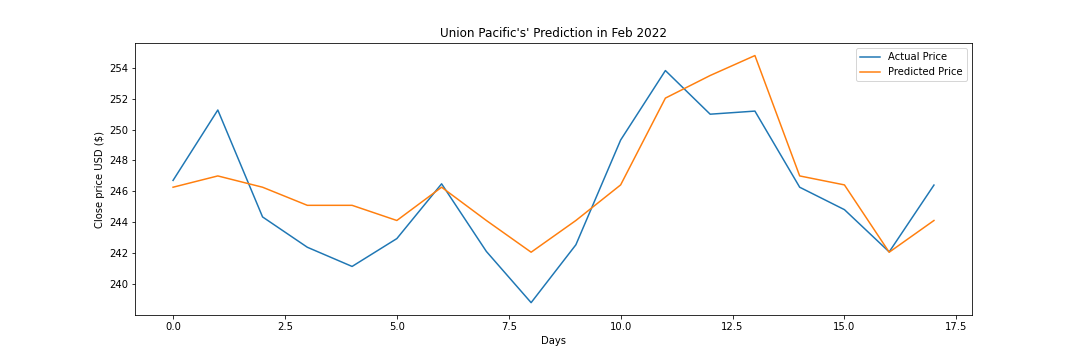 Union Pacific's' Prediction in Feb 2022
Actual Price
Predicted Price
Close price USD ($)
254
252
250
248
246
244
242
240
0.0 2.5 5.0 7.5 10.0 12.5 15.0 17.5
Days